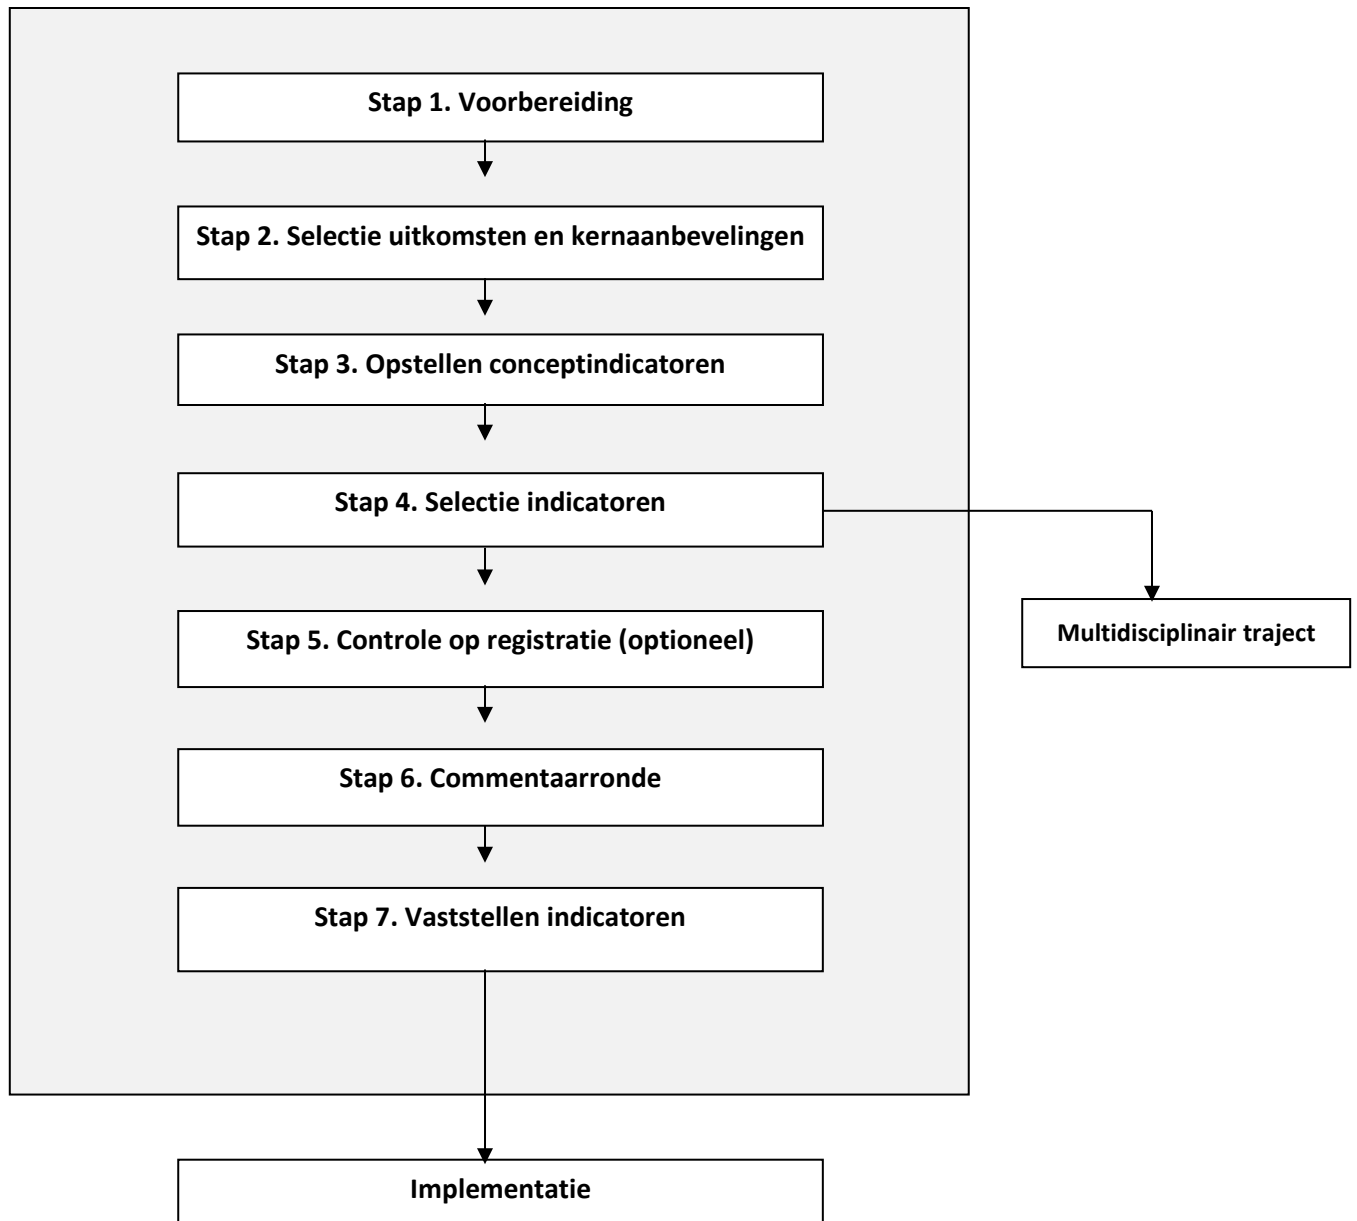 Stap 1. Voorbereiding
Stap 2. Selectie uitkomsten en kernaanbevelingen
Stap 3. Opstellen conceptindicatoren
Stap 4. Selectie indicatoren
Multidisciplinair traject
Stap 5. Controle op registratie (optioneel)
Stap 6. Commentaarronde
Stap 7. Vaststellen indicatoren
Implementatie